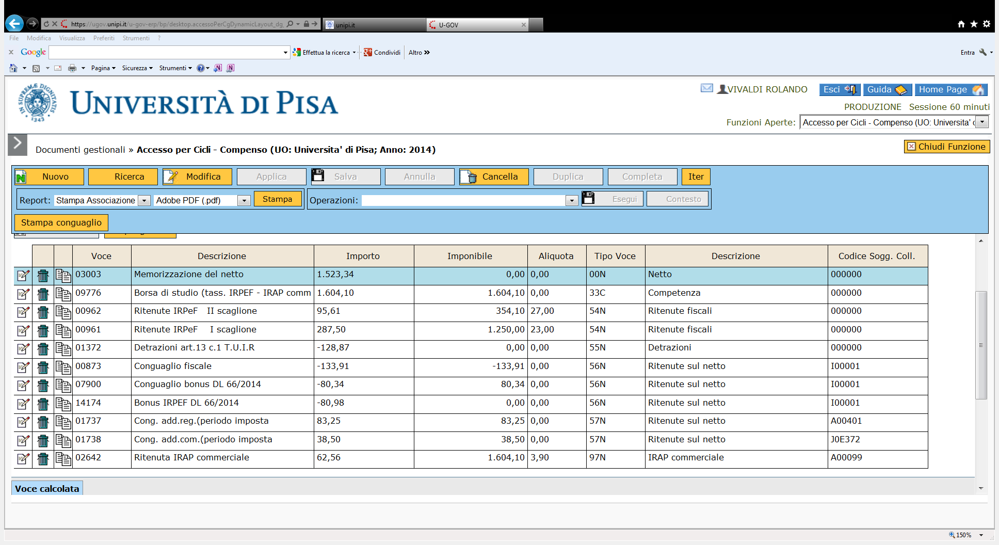 https://ugov.unipi.it/u-gov-erp/bp/desktop.accessoPerCgDynamicLayout_dg
unipi.it
U-GOV
File Modifica Visualizza Preferiti Strumenti ?
x Google Effettua la ricerca Condividi Altro »
Entra
Pagina Sicurezza Strumenti
IN SUPREMÆ DIGNITATIS 1343
UNIVERSITÀ DI PISA
VIVALDI ROLANDO Esci Guida Home Page
PRODUZIONE Sessione 60 minuti
Funzioni Aperte: Accesso per Cicli - Compenso (UO: Universita'
Documenti gestionali » Accesso per Cicli - Compenso (UO: Universita' di Pisa; Anno: 2014)
Chiudi Funzione
Nuovo Ricerca Modifica Applica Salva Annulla Cancella Duplica Completa Iter
Report: Stampa Associazione Adobe PDF (.pdf) Stampa Operazioni: Esegui Contesto
Stampa conguaglio
Voce Descrizione Importo Imponibile Aliquota Tipo Voce Descrizione Codice Sogg. Coll.
03003 Memorizzazione del netto 1.523,34 0,00 0,00 00N Netto 000000
09776 Borsa di studio (tass. IRPEF - IRAP comm 1.604,10 1.604,10 0,00 33C Competenza 000000
00962 Ritenute IRPeF II scaglione 95,61 354,10 27,00 54N Ritenute fiscali 000000
00961 Ritenute IRPeF I scaglione 287,50 1.250,00 23,00 54N Ritenute fiscali 000000
01372 Detrazioni art.13 c.1 T.U.I.R -128,87 0,00 0,00 55N Detrazioni 000000
00873 Conguaglio fiscale -133,91 -133,91 0,00 56N Ritenute sul netto I00001
07900 Conguaglio bonus DL 66/2014 -80,34 80,34 0,00 56N Ritenute sul netto I00001
14174 Bonus IRPEF DL 66/2014 -80,98 0,00 0,00 56N Ritenute sul netto I00001
01737 Cong. add.reg.(periodo imposta 83,25 83,25 0,00 57N Ritenute sul netto A00401
01738 Cong. add.com.(periodo imposta 38,50 38,50 0,00 57N Ritenute sul netto J0E372
02642 Ritenuta IRAP commerciale 62,56 1.604,10 3,90 97N IRAP commerciale A00099
Voce calcolata
150%